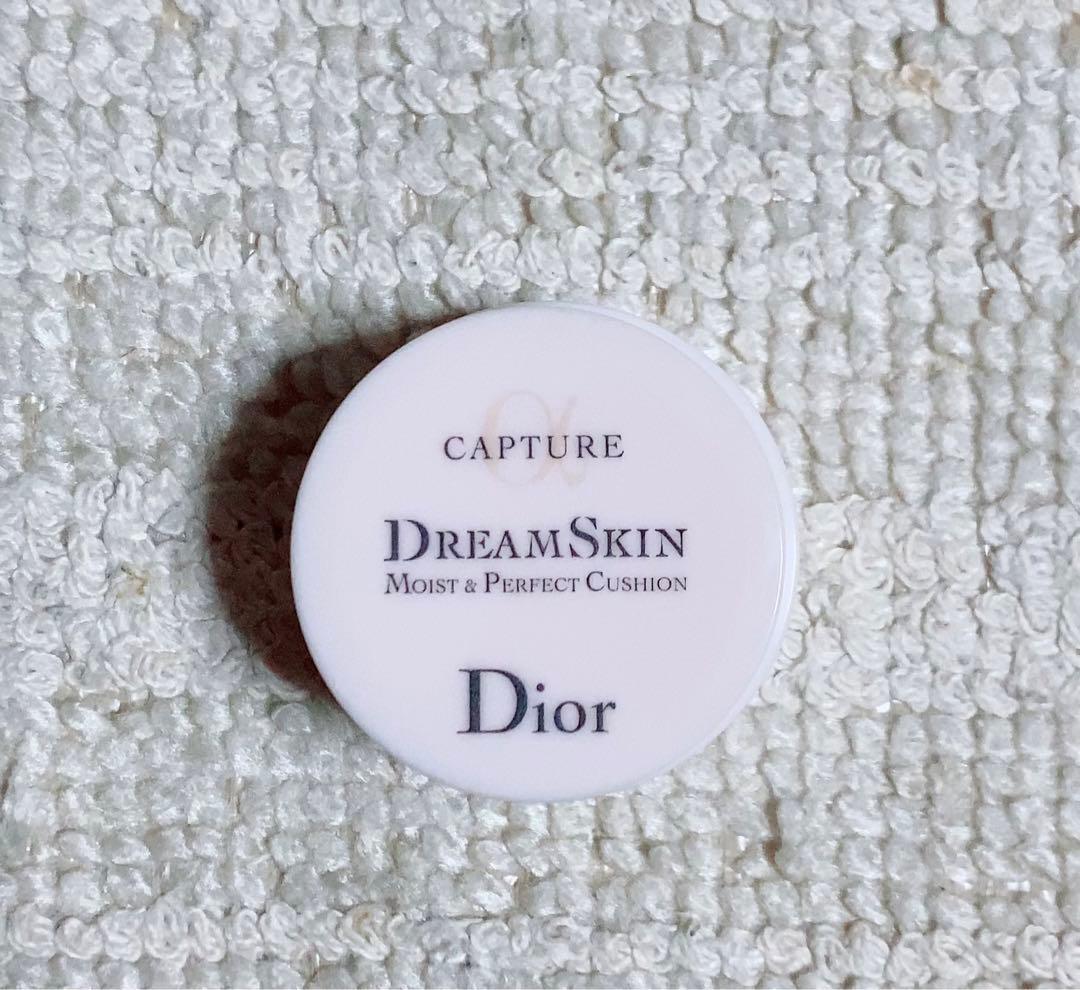 CAPTURE
DREAMSKIN
MOIST & PERFECT CUSHION
Dior